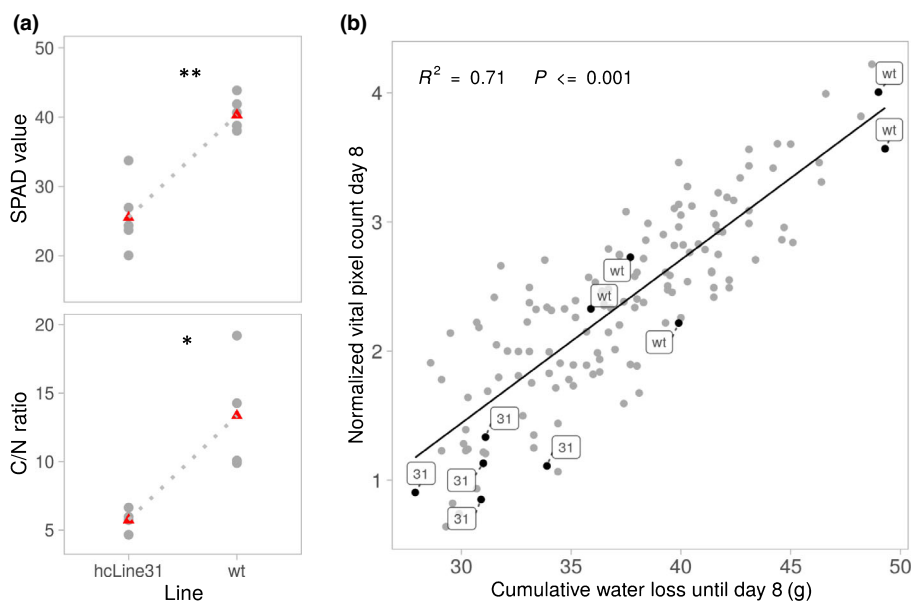 (a)
**
SPAD value
50
40
30
20
*
C/N ratio
20
15
10
5
hcLine31
wt
Line
(b)
R² = 0.71 P <= 0.001
Normalized vital pixel count day 8
4
3
2
1
wt
wt
wt
wt
wt
31
31
31
31
31
30
35
40
45
50
Cumulative water loss until day 8 (g)